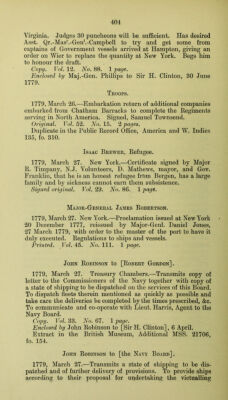 404
Virginia. Judges 30 puncheons will be sufficient. Has desired
Asst. Qr.-Masr.-Genl. Campbell to try and get some from
captains of Government vessels arrived at Hampton, giving an
order on Wier to replace the quantity at New York. Begs him
to honour the draft.
Copy. Vol. 12. No. 88. 1 page.
Enclosed by Maj.-Gen. Phillips to Sir H. Clinton, 30 June
1779.
TROOPS.
1779, March 26.—Embarkation return of additional companies
embarked from Chatham Barracks to complete the Regiments
serving in North America. Signed, Samuel Townsend.
Original. Vol. 52. No. 15. 2 pages.
Duplicate in the Public Record Office, America and W. Indies
135, fo. 310.
ISAAC BREWER, Refugee.
1779, March 27. New York.—Certificate signed by Major
R. Timpany, N.J. Volunteers, D. Mathews, mayor, and Gov.
Franklin, that he is an honest refugee from Bergen, has a large
family and by sickness cannot earn them subsistence.
Signed original. Vol. 23. No. 86. 1 page.
MAJOR-GENERAL JAMES ROBERTSON.
1779, March 27. New York.—Proclamation issued at New York
20 December 1777, reissued by Major-Genl. Daniel Jones,
27 March 1779, with order to the master of the port to have it
duly executed. Regulations to ships and vessels.
Printed. Vol. 45. No. 111. 1 page.
JOHN ROBINSON to [ROBERT GORDON].
1779, March 27. Treasury Chambers.—Transmits copy of
letter to the Commissioners of the Navy together with copy of
a state of shipping to be dispatched on the services of this Board.
To dispatch fleets therein mentioned as quickly as possible and
take care the deliveries be completed by the times prescribed, &c.
To communicate and co-operate with Lieut. Harris, Agent to the
Navy Board.
Copy. Vol. 33. No. 67. 1 page.
Enclosed by John Robinson to [Sir H. Clinton], 6 April.
Extract in the British Museum, Additional MSS. 21706,
fo. 154.
JOHN ROBINSON to [the NAVY BOARD].
1779, March 27.—Transmits a state of shipping to be dis-
patched and of further delivery of provisions. To provide ships
according to their proposal for undertaking the victualling